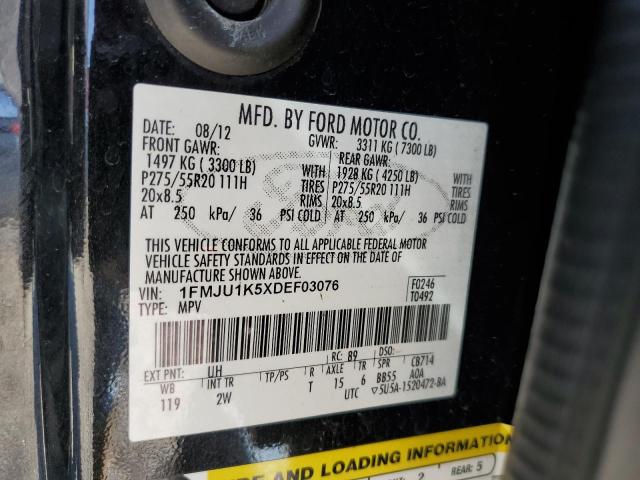 MFD. BY FORD MOTOR CO.
DATE: 08/12 GVWR: 3311 KG ( 7300 LB)
FRONT GAWR: REAR GAWR:
1497 KG ( 3300 LB) WITH 1928 KG ( 4250 LB) WITH
P275/55R20 111H TIRES P275/55R20 111H TIRES
20x8.5 RIMS 20x8.5 RIMS
AT 250 kPa/ 36 PSI COLD AT 250 kPa/ 36 PSI COLD
THIS VEHICLE CONFORMS TO ALL APPLICABLE FEDERAL MOTOR
VEHICLE SAFETY STANDARDS IN EFFECT ON THE DATE OF
MANUFACTURE SHOWN ABOVE.
VIN: 1FMJU1K5XDEF03076 F0246
TYPE: MPV T0492
EXT PNT: UH RC: 89 DSO:
WB INT TR TP/PS R AXLE TR SPR CB714
119 2W T 15 6 BB55 A0A
UTC ▽5U5A-1520472-BA
AND LOADING INFORMATION
2 REAR: 5